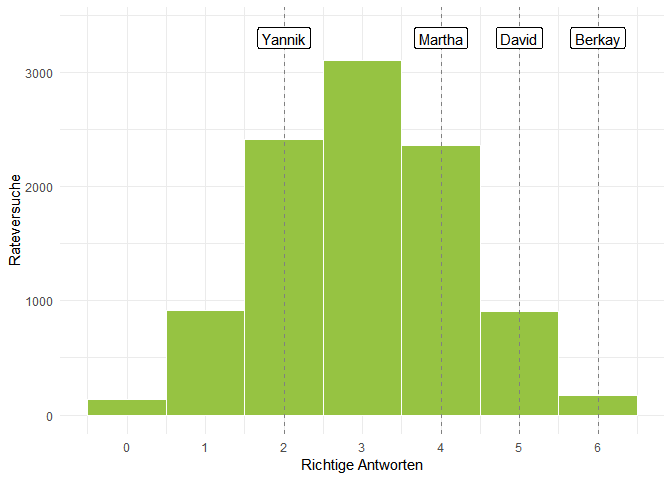 Yannik Martha David Berkay
3000
2000
1000
0
Rateversuche
0 1 2 3 4 5 6
Richtige Antworten